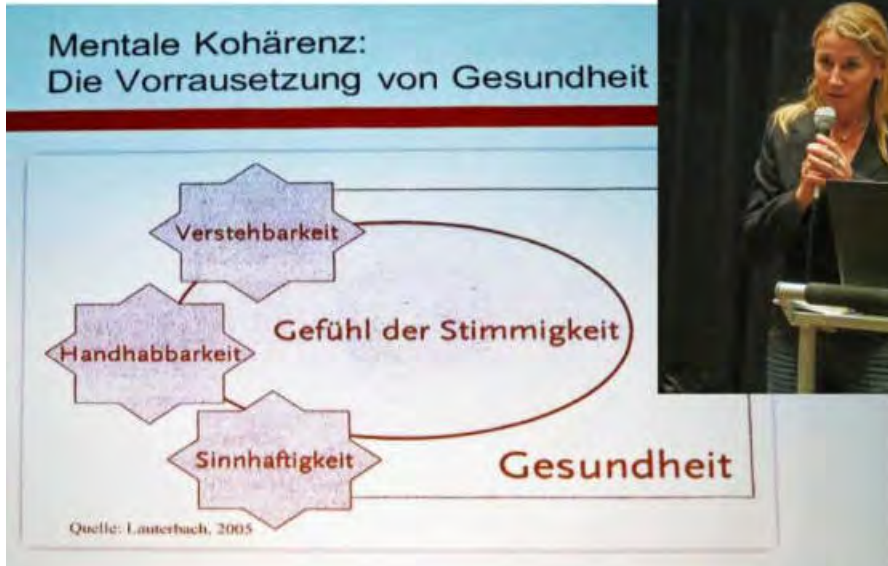 Mentale Kohärenz:
Die Vorrausetzung von Gesundheit
Verstehbarkeit
Gefühl der Stimmigkeit
Handhabbarkeit
Sinnhaftigkeit
Gesundheit
Quelle: Lauterbach, 2005